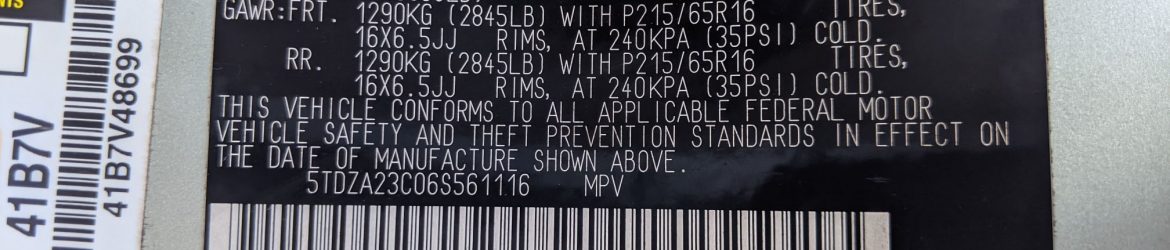 GAWR:FRT. 1290KG (2845LB) WITH P215/65R16 TIRES,
16X6.5JJ RIMS, AT 240KPA (35PSI) COLD.
RR. 1290KG (2845LB) WITH P215/65R16 TIRES,
16X6.5JJ RIMS, AT 240KPA (35PSI) COLD.
THIS VEHICLE CONFORMS TO ALL APPLICABLE FEDERAL MOTOR
VEHICLE SAFETY AND THEFT PREVENTION STANDARDS IN EFFECT ON
THE DATE OF MANUFACTURE SHOWN ABOVE.
5TDZA23C06S561116 MPV
41B7V
41B7V48699